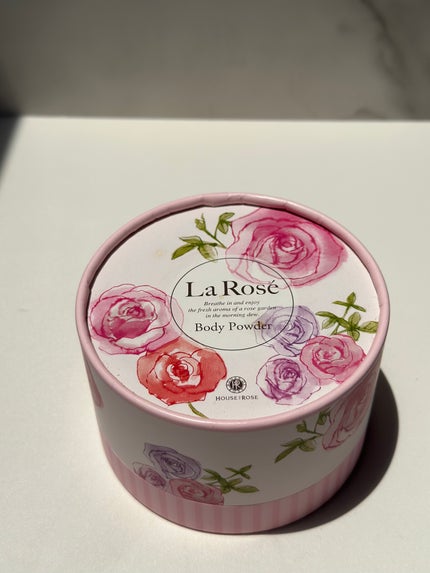 La Rosé
Breathe in and enjoy
the fresh aroma of a rose garden
in the morning dew.
Body Powder
HOUSE OF ROSE